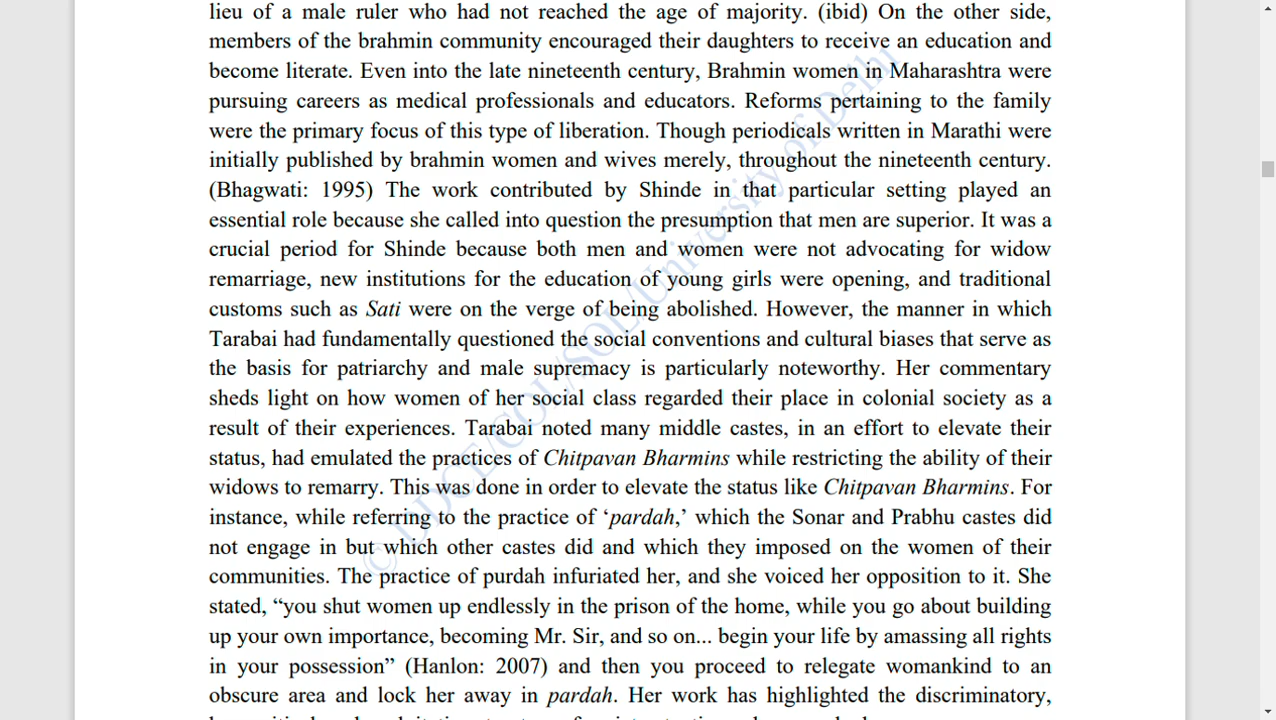 lieu of a male ruler who had not reached the age of majority. (ibid) On the other side,
members of the brahmin community encouraged their daughters to receive an education and
become literate. Even into the late nineteenth century, Brahmin women in Maharashtra were
pursuing careers as medical professionals and educators. Reforms pertaining to the family
were the primary focus of this type of liberation. Though periodicals written in Marathi were
initially published by brahmin women and wives merely, throughout the nineteenth century.
(Bhagwati: 1995) The work contributed by Shinde in that particular setting played an
essential role because she called into question the presumption that men are superior. It was a
crucial period for Shinde because both men and women were not advocating for widow
remarriage, new institutions for the education of young girls were opening, and traditional
customs such as Sati were on the verge of being abolished. However, the manner in which
Tarabai had fundamentally questioned the social conventions and cultural biases that serve as
the basis for patriarchy and male supremacy is particularly noteworthy. Her commentary
sheds light on how women of her social class regarded their place in colonial society as a
result of their experiences. Tarabai noted many middle castes, in an effort to elevate their
status, had emulated the practices of Chitpavan Bharmins while restricting the ability of their
widows to remarry. This was done in order to elevate the status like Chitpavan Bharmins. For
instance, while referring to the practice of ‘pardah,’ which the Sonar and Prabhu castes did
not engage in but which other castes did and which they imposed on the women of their
communities. The practice of purdah infuriated her, and she voiced her opposition to it. She
stated, “you shut women up endlessly in the prison of the home, while you go about building
up your own importance, becoming Mr. Sir, and so on... begin your life by amassing all rights
in your possession” (Hanlon: 2007) and then you proceed to relegate womankind to an
obscure area and lock her away in pardah. Her work has highlighted the discriminatory,
© DDCE/COL/SOL/University of Delhi